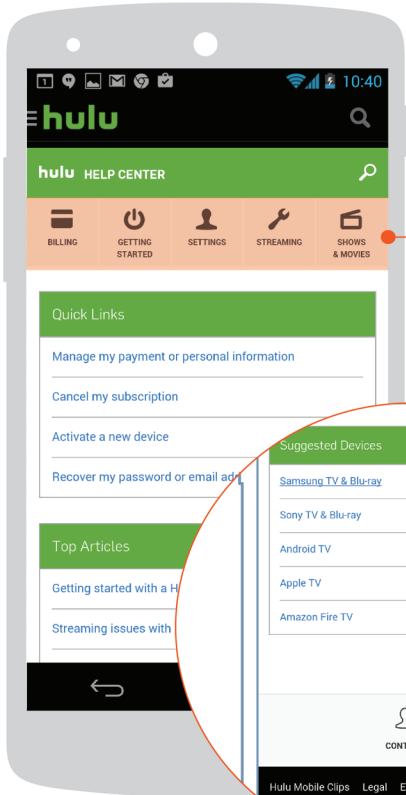 1
10:40
hulu
hulu HELP CENTER
BILLING
GETTING
STARTED
SETTINGS
STREAMING
SHOWS
& MOVIES
Quick Links
Manage my payment or personal information
Cancel my subscription
Activate a new device
Recover my password or email
Top Articles
Getting started with a
Streaming issues with
Suggested Devices
Samsung TV & Blu-ray
Sony TV & Blu-ray
Android TV
Apple TV
Amazon Fire TV
Hulu Mobile Clips Legal